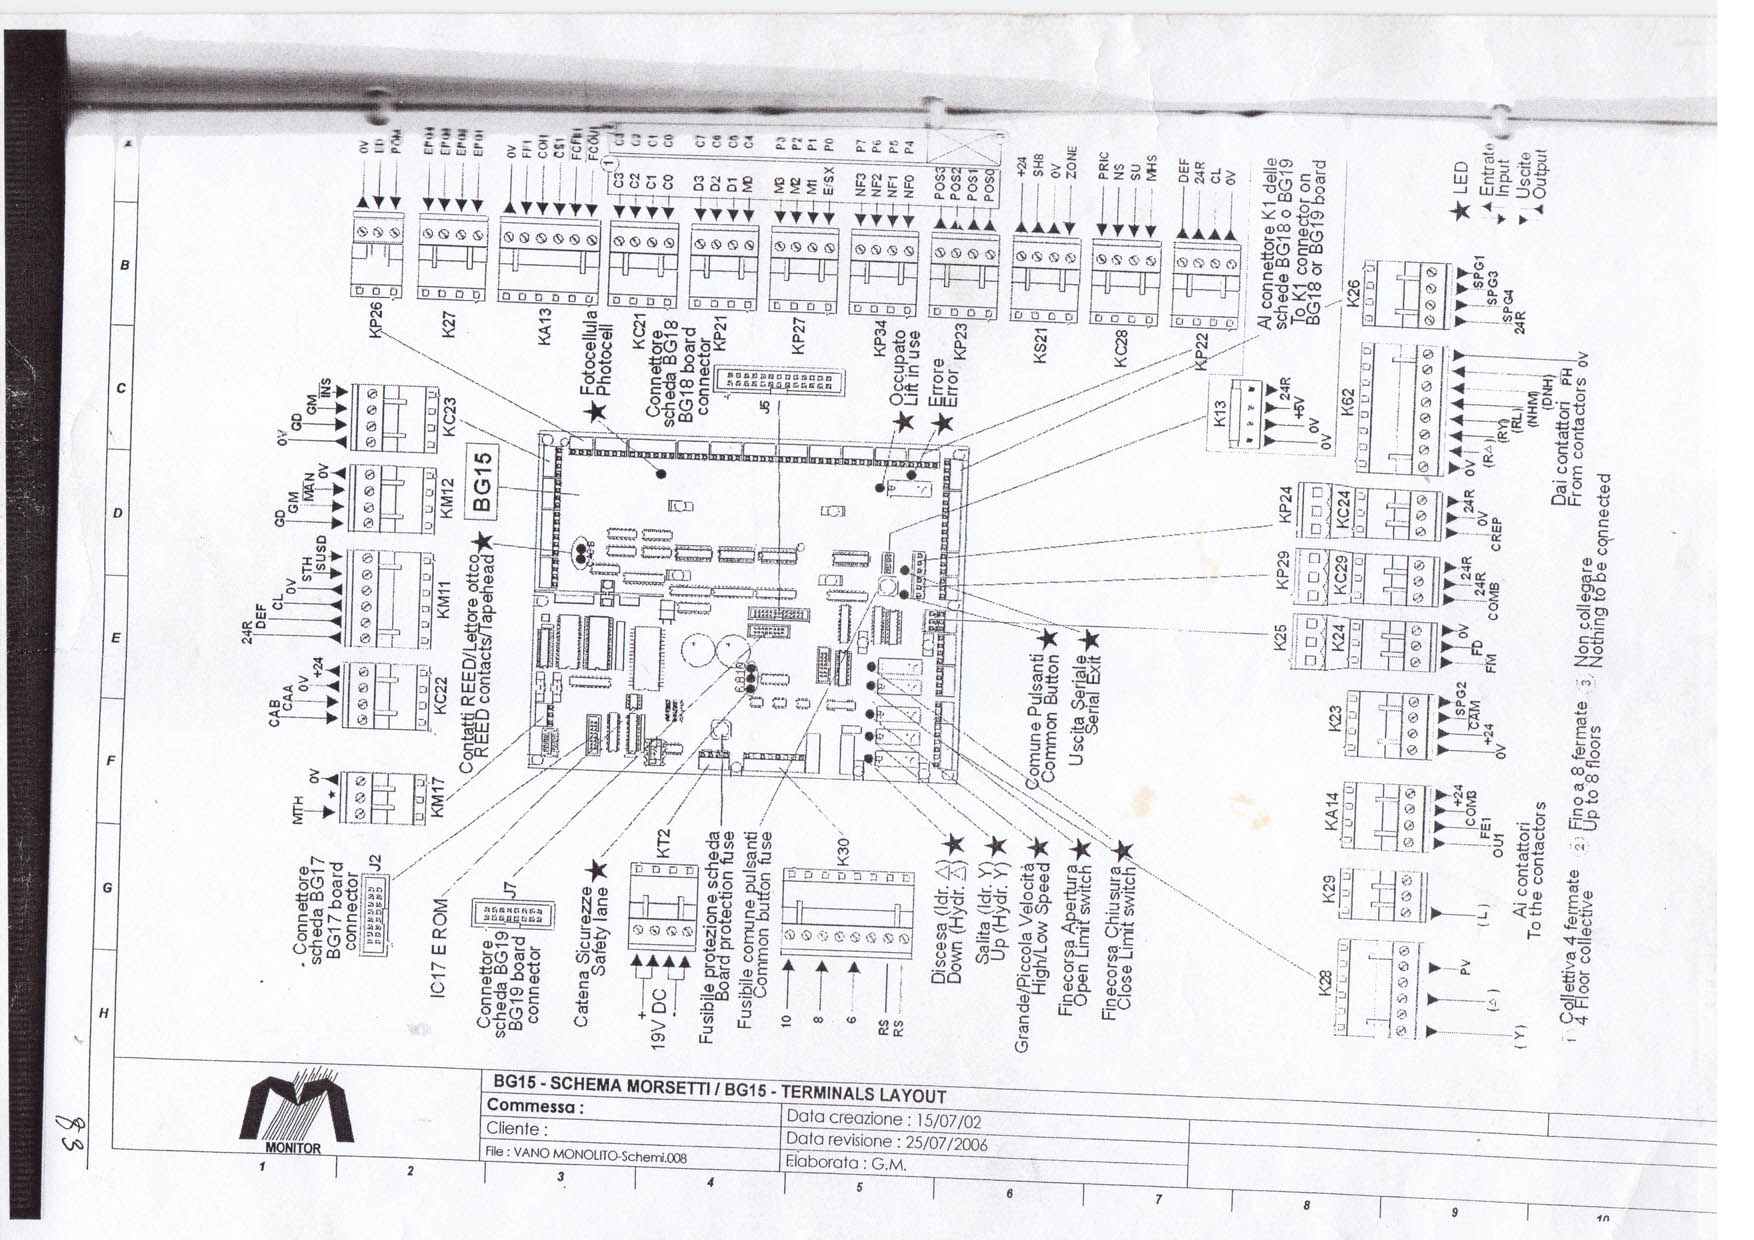 0V
POM
0V
FF1
C3
C2
C1
C0
C7
C6
C5
C4
P3
P2
P1
P0
P7
P6
P5
P4
1
C3
C2
C1
C0
D3
D2
D1
M0
M3
M2
M1
E/SX
NF3
NF2
NF1
NF0
POS3
POS2
POS1
POS0
+24
SH8
0V
ZONE
PRIC
NS
SU
MHS
DEF
24R
CL
0V
B
KP26
K27
KA13
KC21
KP21
KP27
KP34
KP23
KS21
KC28
KP22
Al connettore K1 delle
schede BG18 o BG19
To K1 connector on
BG18 or BG19 board
LED
Entrate
Input
Uscite
Output
K26
SPG1
SPG3
SPG4
24R
C
0V
GD
GM
INS
KC23
Fotocellula
Photocell
Connettore
scheda BG18
BG18 board
connector
J5
Occupato
Lift in use
Errore
Error
K13
24R
+5V
0V
0V
K62
0V
(R△)
(RY)
(RL)
(NHM)
(DNH)
PH
0V
Dai contattori
From contactors
D
GD
GM
MAN
0V
KM12
BG15
Contatti REED/Lettore ottco
REED contacts/Tapehead
KP24
KC24
24R
0V
CREP
KP29
KC29
24R
24R
COMB
E
24R
DEF
CL
0V
STH
SUSD
KM11
K25
K24
0V
FD
FM
Comune Pulsanti
Common Button
Uscita Seriale
Serial Exit
CAB
CAA
0V
+24
KC22
K23
SPG2
CAM
+24
0V
F
MTH
*
0V
KM17
KA14
+24
COM3
FE1
OU1
G
Connettore
scheda BG17
BG17 board
connector
J2
IC17 E ROM
Connettore
scheda BG19
BG19 board
connector
J7
Catena Sicurezze
Safety lane
KT2
+
19V DC
-
Fusibile protezione scheda
Board protection fuse
Fusibile comune pulsanti
Common button fuse
K30
10
8
6
RS
RS
Discesa (Idr. △)
Down (Hydr. △)
Salita (Idr. Y)
Up (Hydr. Y)
Grande/Piccola Velocità
High/Low Speed
Finecorsa Apertura
Open Limit switch
Finecorsa Chiusura
Close Limit switch
K29
(L)
Ai contattori
To the contactors
K28
PV
(△)
(Y)
H
1) Collettiva 4 fermate
4 Floor collective
2) Fino a 8 fermate
Up to 8 floors
3) Non collegare
Nothing to be connected
MONITOR
BG15 - SCHEMA MORSETTI / BG15 - TERMINALS LAYOUT
Commessa :
Cliente :
File : VANO MONOLITO-Schemi.008
Data creazione : 15/07/02
Data revisione : 25/07/2006
Elaborata : G.M.
1
2
3
4
5
6
7
8
9
10
83